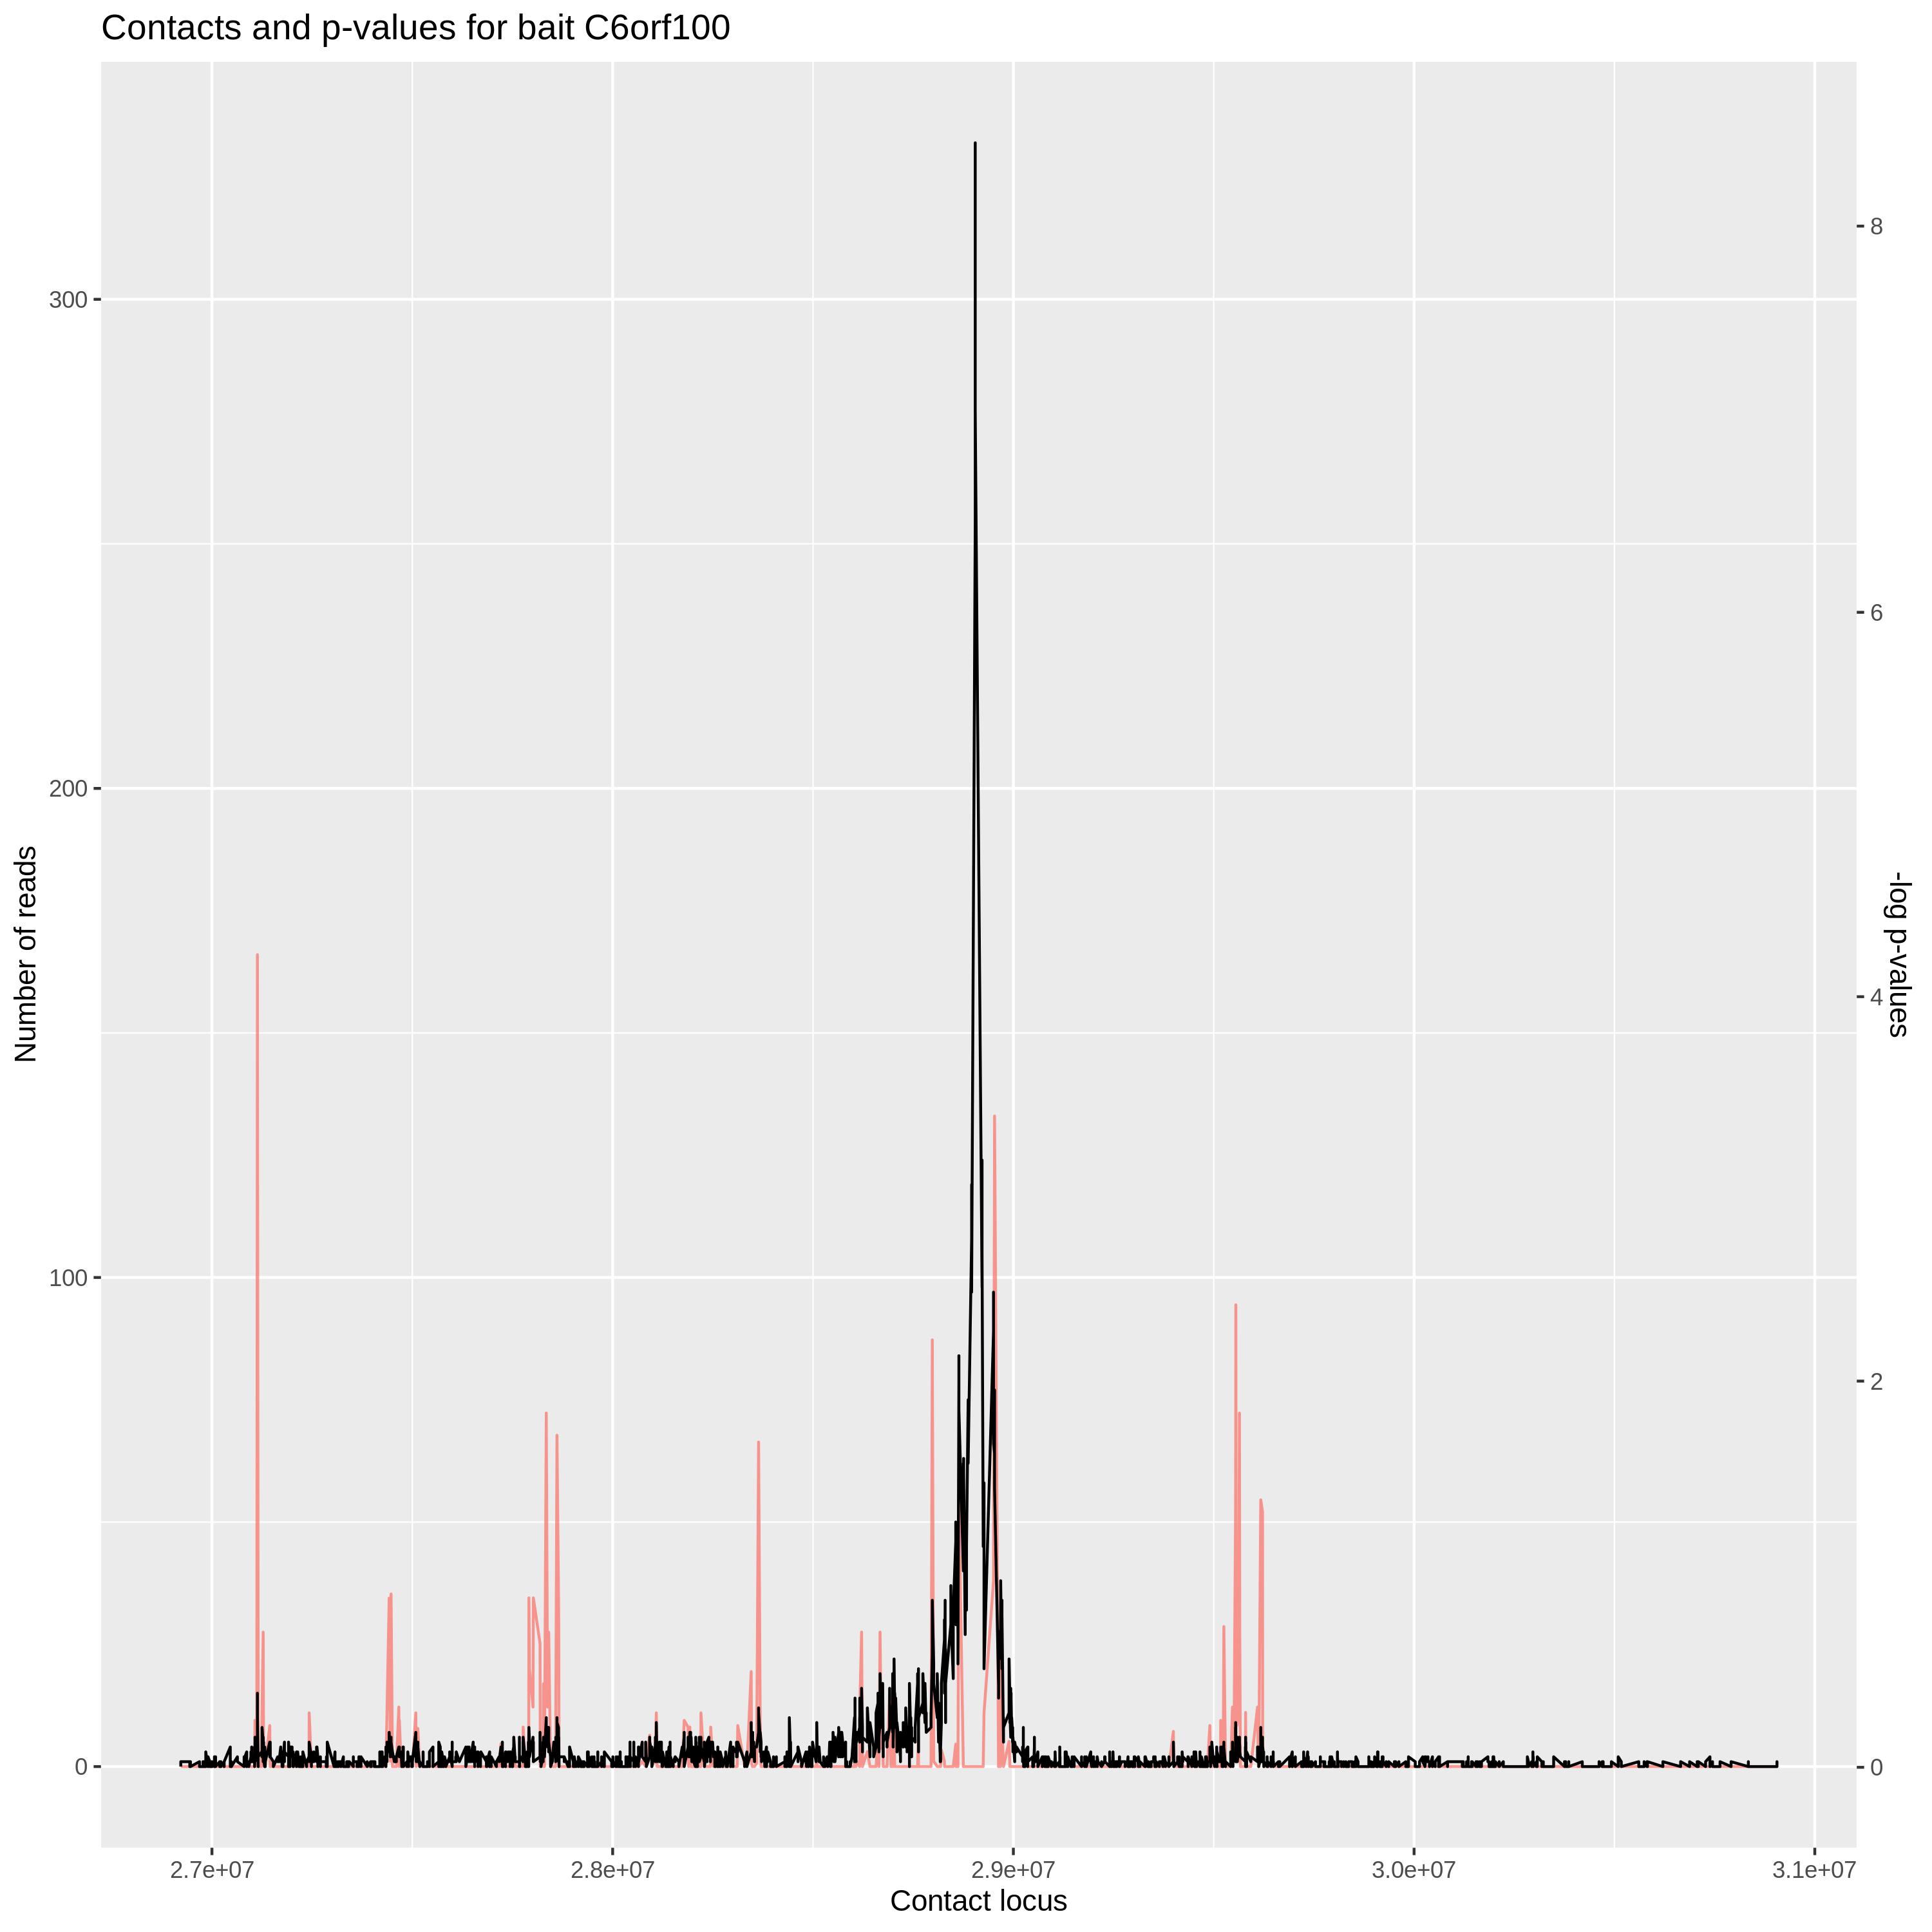 Contacts and p-values for bait C6orf100
300
200
100
0
Number of reads
8
6
4
2
0
-log p-values
2.7e+07 2.8e+07 2.9e+07 3.0e+07 3.1e+07
Contact locus